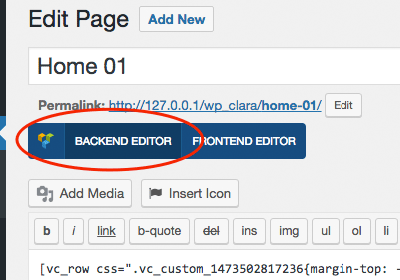 Edit Page Add New
Home 01
Permalink: http://127.0.0.1/wp_clara/home-01/ Edit
BACKEND EDITOR FRONTEND EDITOR
Add Media Insert Icon
b i link b-quote del ins img ul ol li
[vc_row css=".vc_custom_1473502817236{margin-top: -